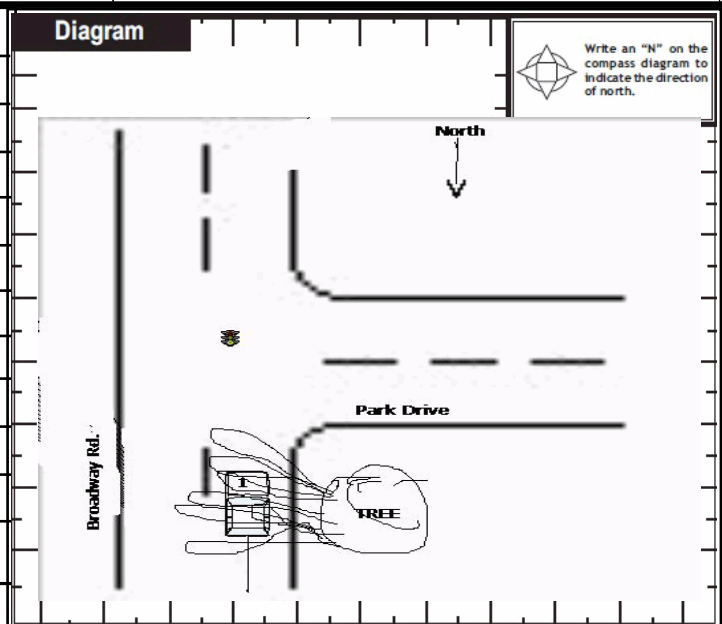 Diagram
Write an “N” on the
compass diagram to
indicate the direction
of north.
North
Park Drive
Broadway Rd.
1
TREE